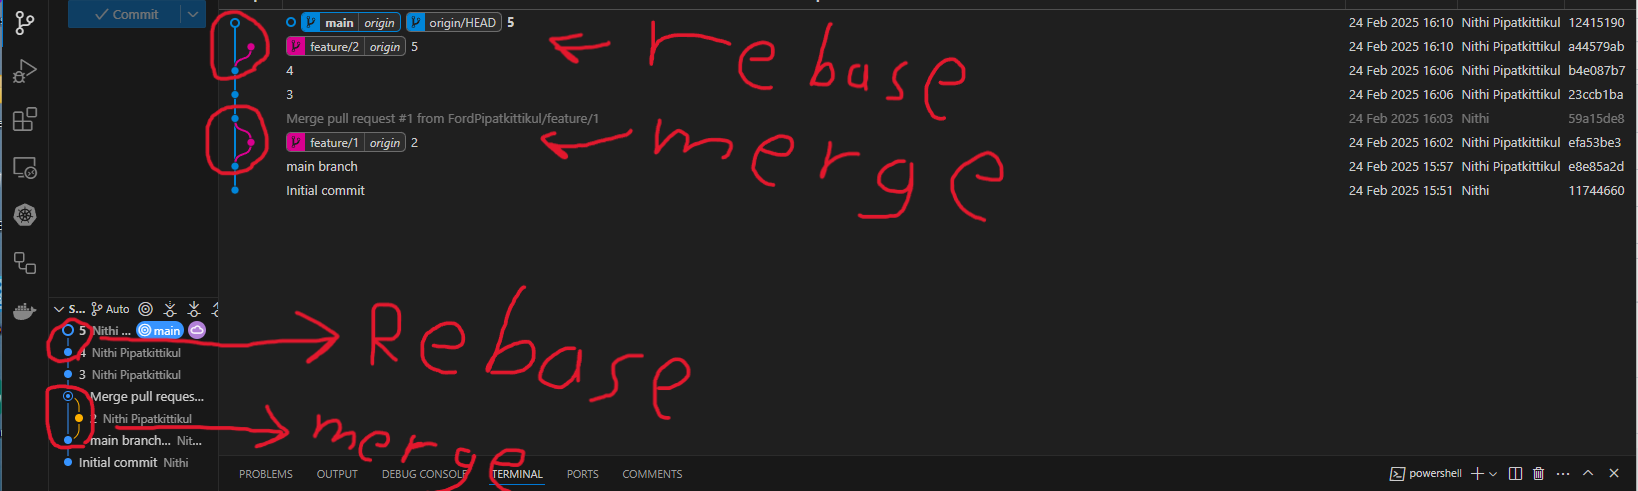 Commit
main origin origin/HEAD 5 24 Feb 2025 16:10 Nithi Pipatkittikul 12415190
feature/2 origin 5 24 Feb 2025 16:10 Nithi Pipatkittikul a44579ab
rebase
4 24 Feb 2025 16:06 Nithi Pipatkittikul b4e087b7
3 24 Feb 2025 16:06 Nithi Pipatkittikul 23ccb1ba
Merge pull request #1 from FordPipatkittikul/feature/1 24 Feb 2025 16:03 Nithi 59a15de8
feature/1 origin 2 24 Feb 2025 16:02 Nithi Pipatkittikul efa53be3
merge
main branch 24 Feb 2025 15:57 Nithi Pipatkittikul e8e85a2d
Initial commit 24 Feb 2025 15:51 Nithi 11744660
S... Auto
5 Nithi ... main
Rebase
4 Nithi Pipatkittikul
3 Nithi Pipatkittikul
Merge pull reques...
2 Nithi Pipatkittikul
merge
main branch... Nit...
Initial commit Nithi
PROBLEMS OUTPUT DEBUG CONSOLE TERMINAL PORTS COMMENTS powershell